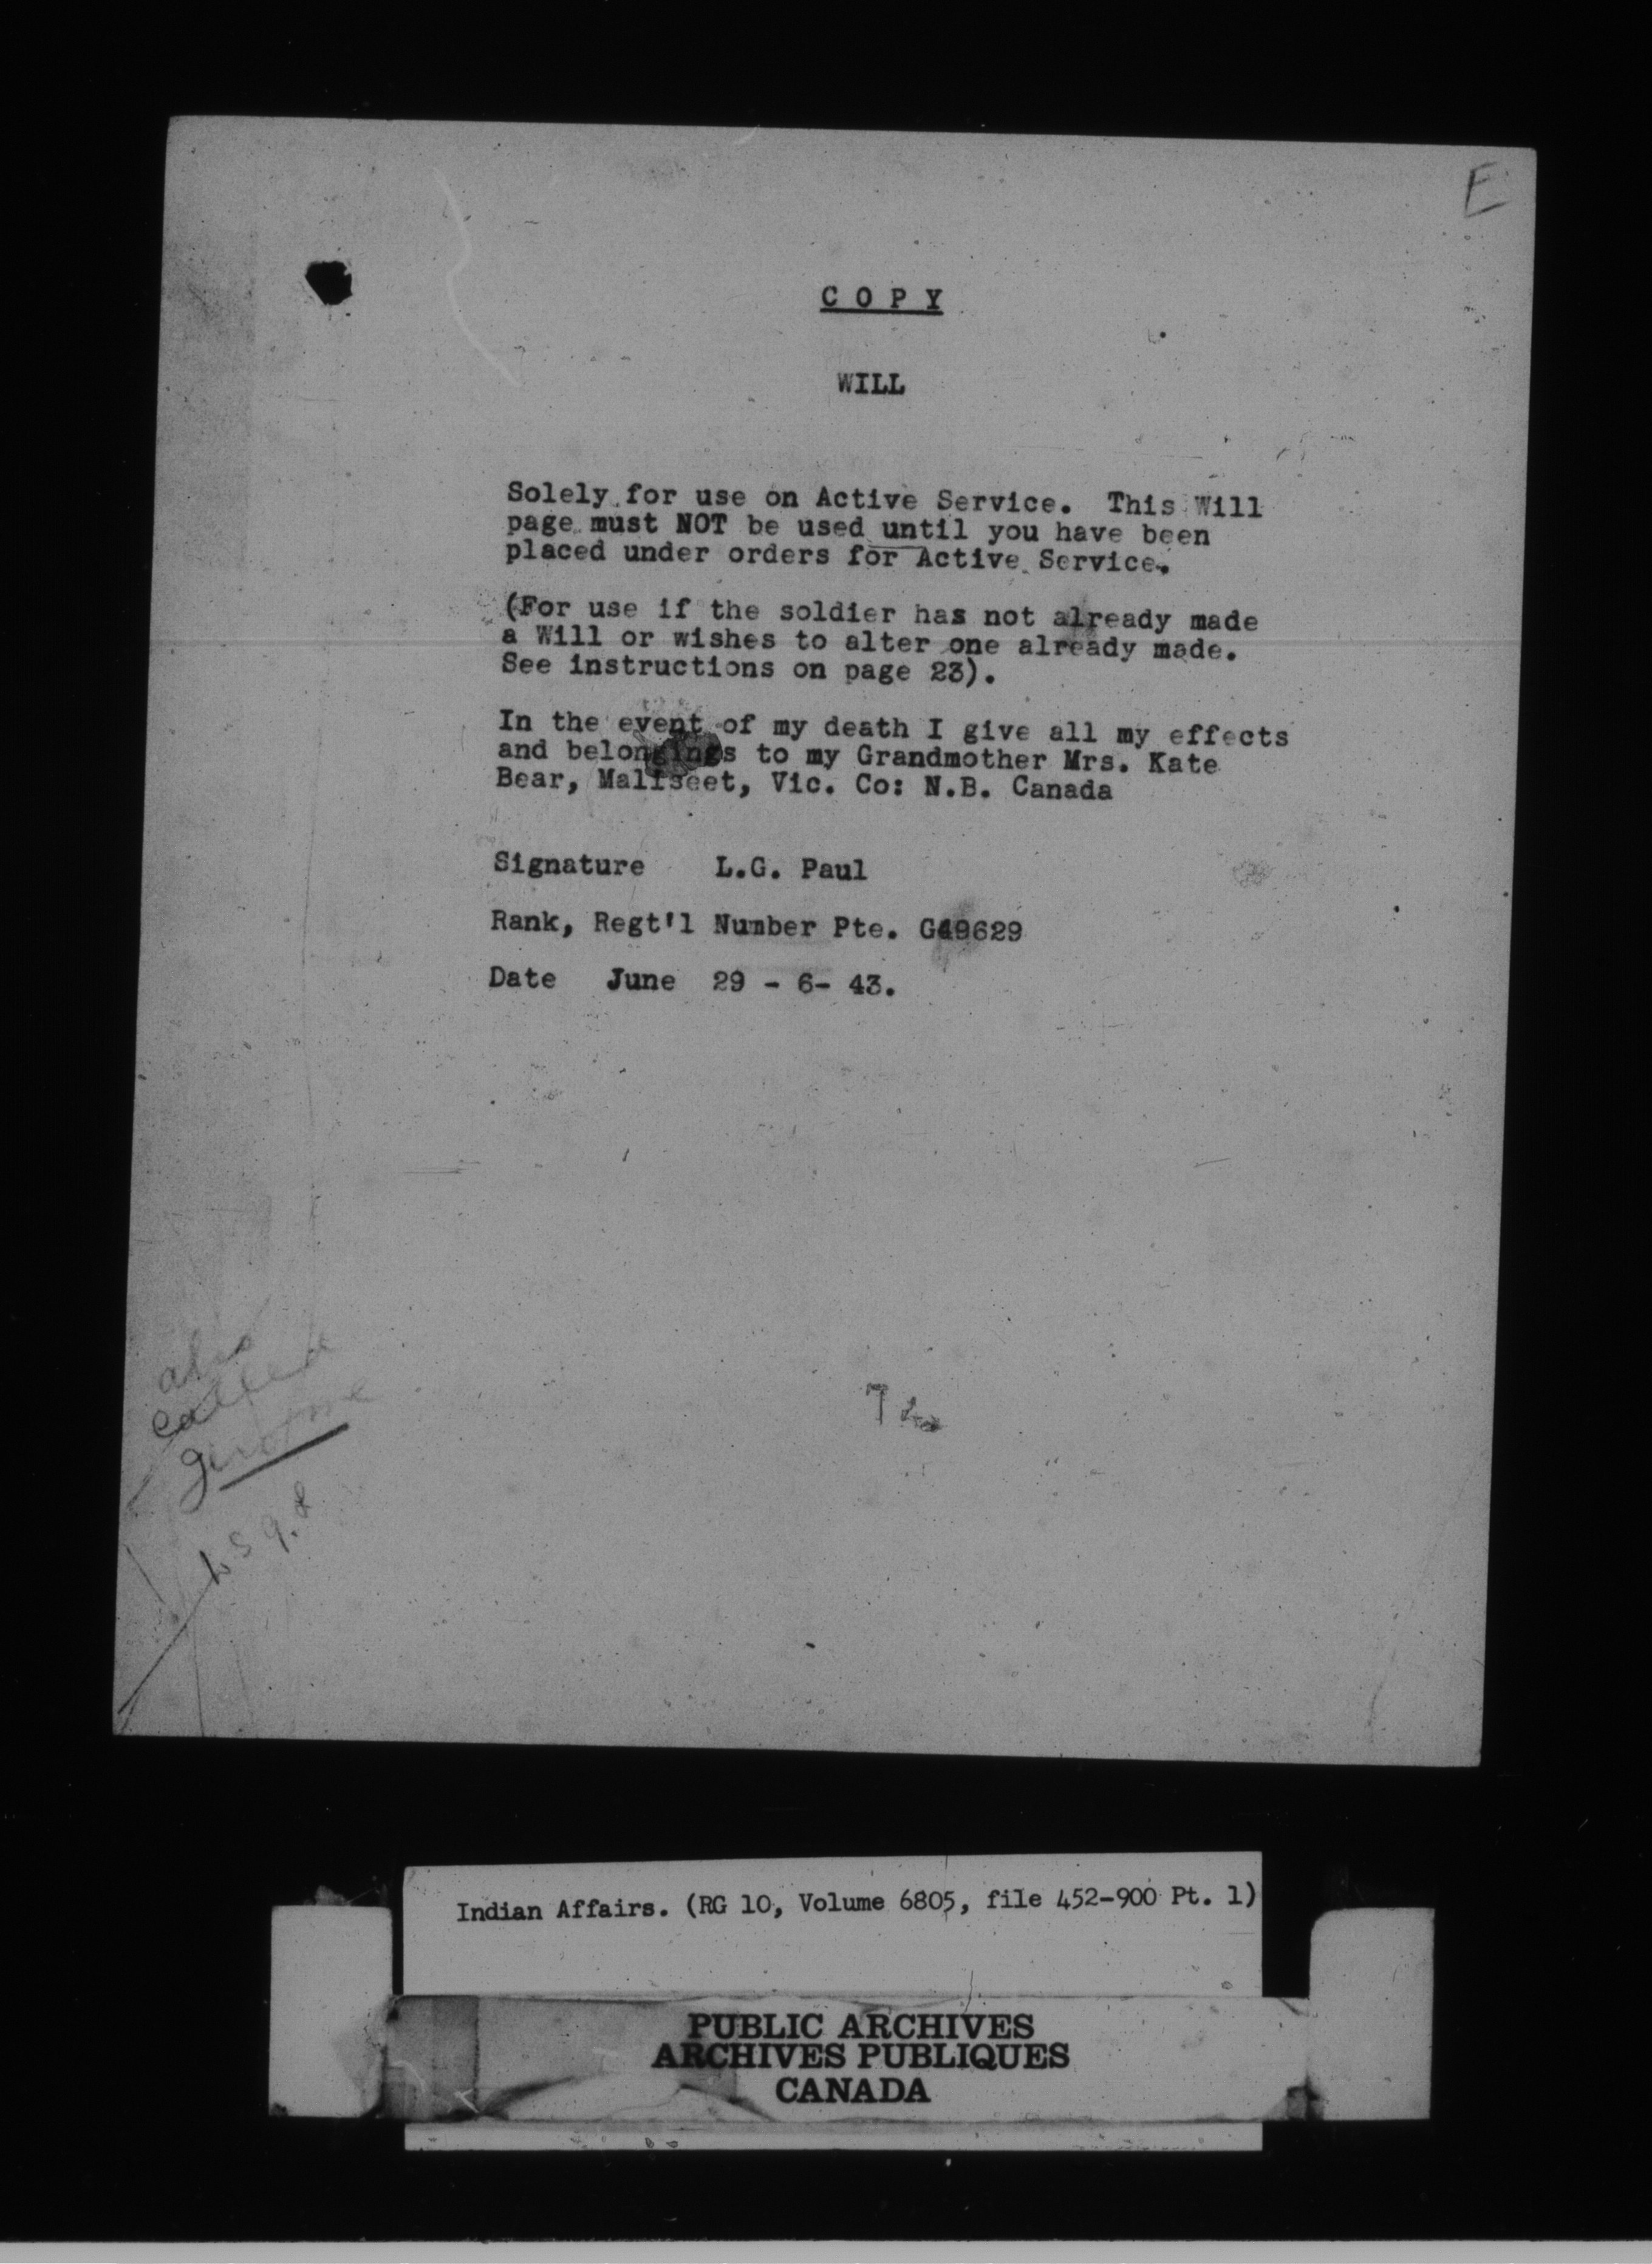 E
C O P Y
WILL
Solely for use on Active Service. This Will
page must NOT be used until you have been
placed under orders for Active Service.
(For use if the soldier has not already made
a Will or wishes to alter one already made.
See instructions on page 23).
In the event of my death I give all my effects
and belongings to my Grandmother Mrs. Kate
Bear, Maliseet, Vic. Co: N.B. Canada
Signature L.G. Paul
Rank, Regt'l Number Pte. G49629
Date June 29 - 6- 43.
also
called
Jerome
Indian Affairs. (RG 10, Volume 6805, file 452-900 Pt. 1)
PUBLIC ARCHIVES
ARCHIVES PUBLIQUES
CANADA